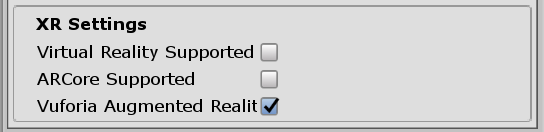 XR Settings
Virtual Reality Supported
ARCore Supported
Vuforia Augmented Realit